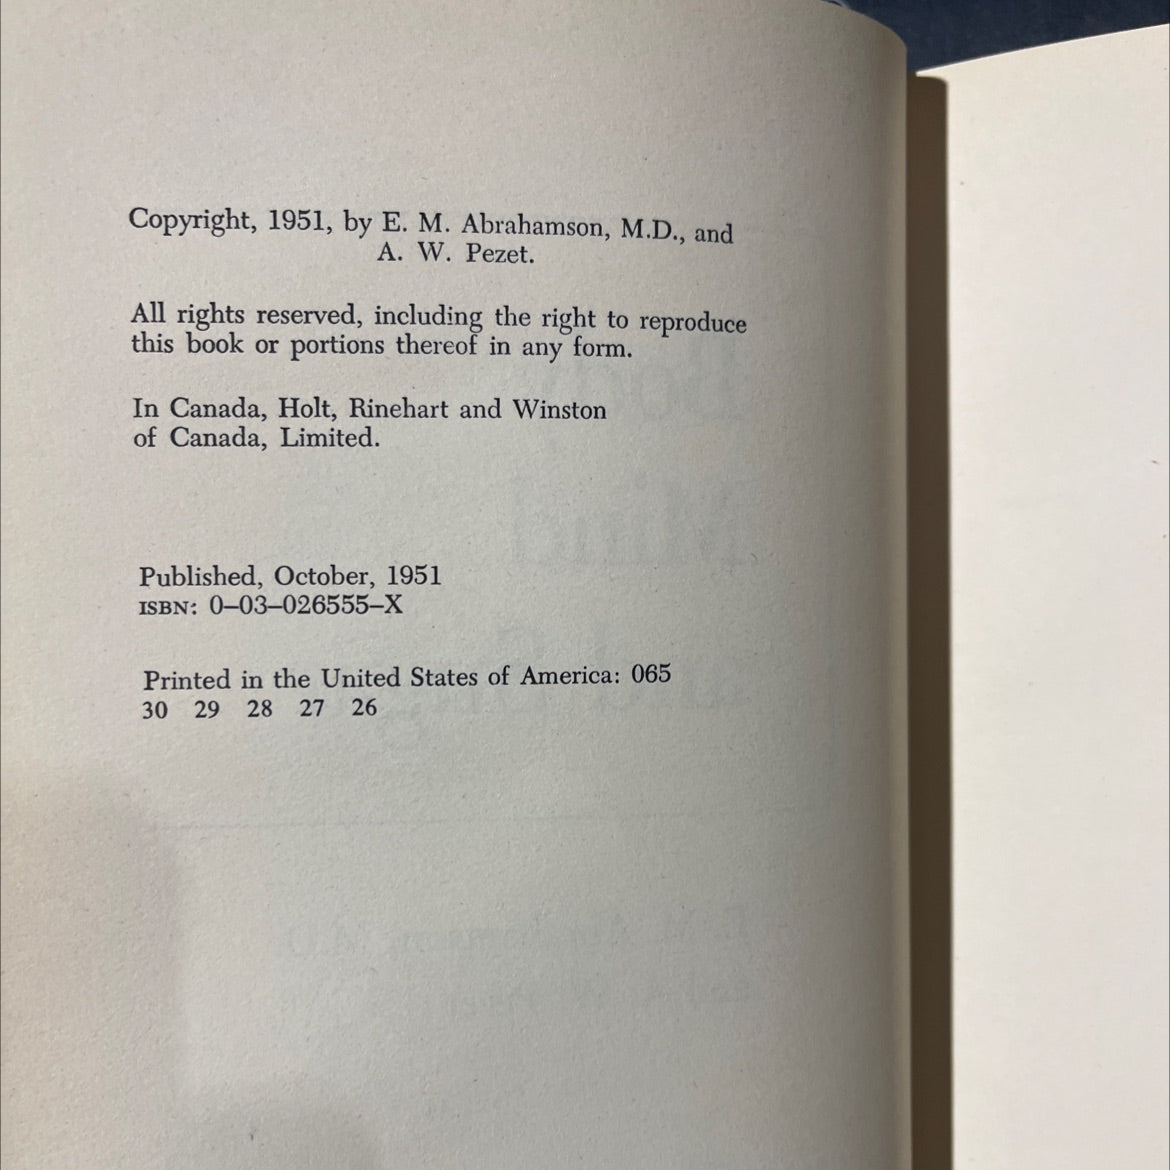 Copyright, 1951, by E. M. Abrahamson, M.D., and
A. W. Pezet.
All rights reserved, including the right to reproduce
this book or portions thereof in any form.
In Canada, Holt, Rinehart and Winston
of Canada, Limited.
Published, October, 1951
ISBN: 0–03–026555–X
Printed in the United States of America: 065
30 29 28 27 26